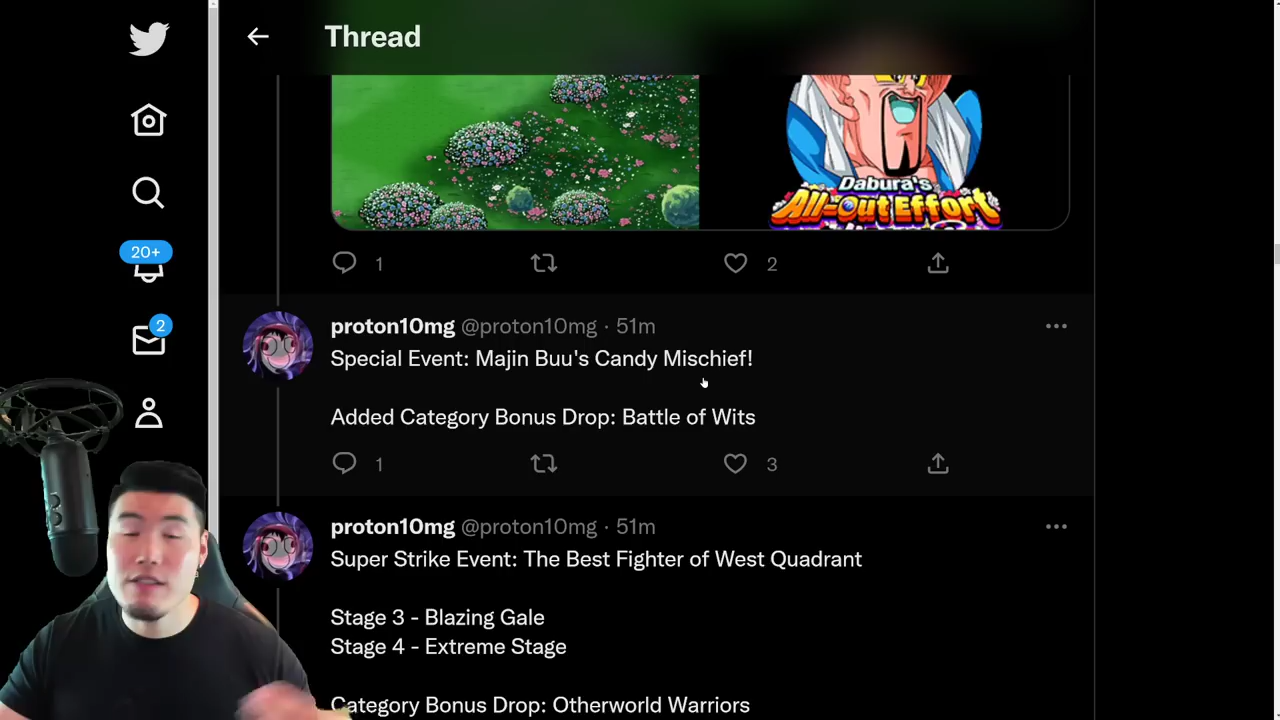 Thread
Dabura's
All-Out Effort
1
2
20+
2
proton10mg @proton10mg · 51m
Special Event: Majin Buu's Candy Mischief!
Added Category Bonus Drop: Battle of Wits
1
3
proton10mg @proton10mg · 51m
Super Strike Event: The Best Fighter of West Quadrant
Stage 3 - Blazing Gale
Stage 4 - Extreme Stage
Category Bonus Drop: Otherworld Warriors